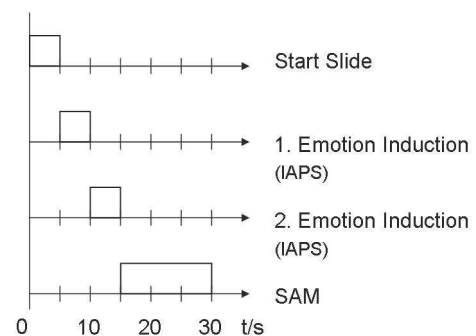 Start Slide
1. Emotion Induction
(IAPS)
2. Emotion Induction
(IAPS)
SAM
0 10 20 30 t/s